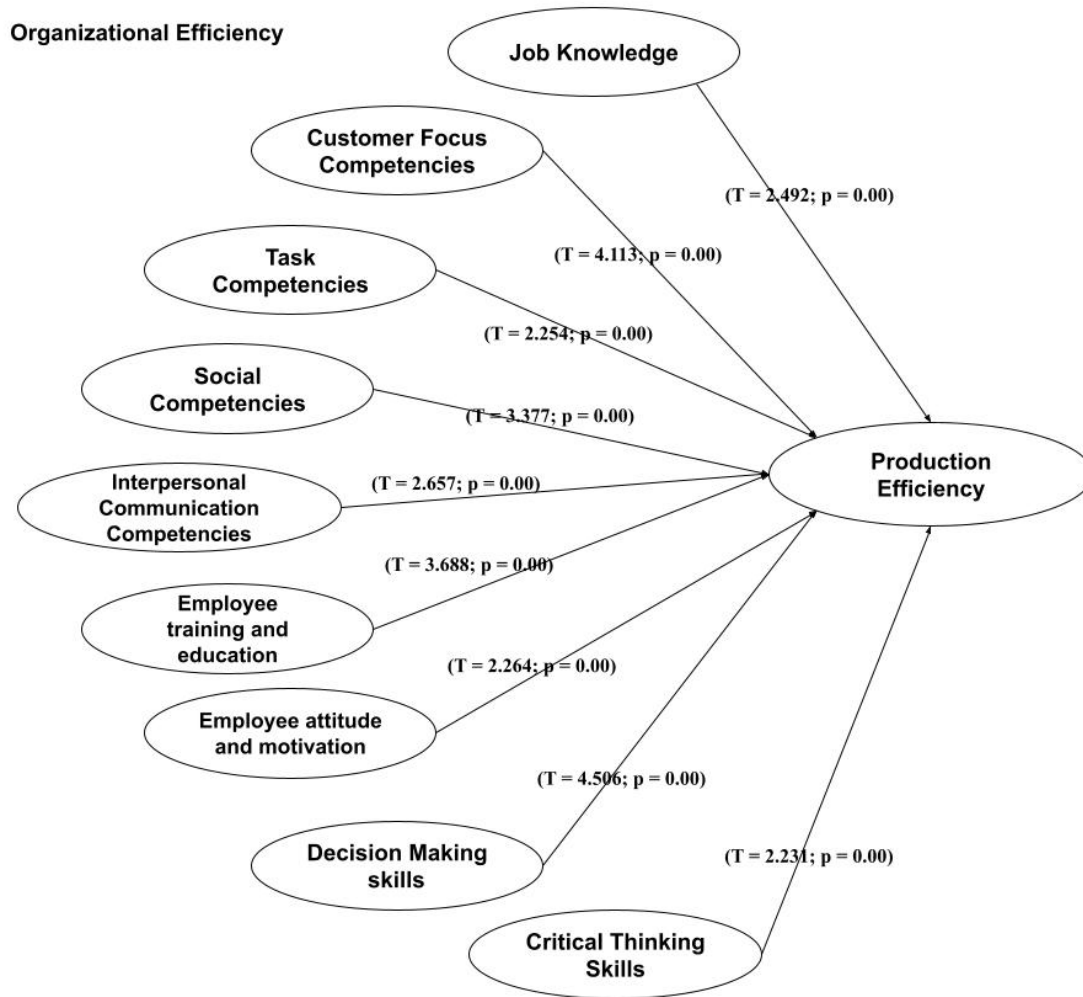 Organizational Efficiency
Job Knowledge
Customer Focus
Competencies
(T = 2.492; p = 0.00)
(T = 4.113; p = 0.00)
Task
Competencies
(T = 2.254; p = 0.00)
Social
Competencies
(T = 3.377; p = 0.00)
Production
Efficiency
Interpersonal
Communication
Competencies
(T = 2.657; p = 0.00)
(T = 3.688; p = 0.00)
Employee
training and
education
(T = 2.264; p = 0.00)
Employee attitude
and motivation
(T = 4.506; p = 0.00)
Decision Making
skills
(T = 2.231; p = 0.00)
Critical Thinking
Skills